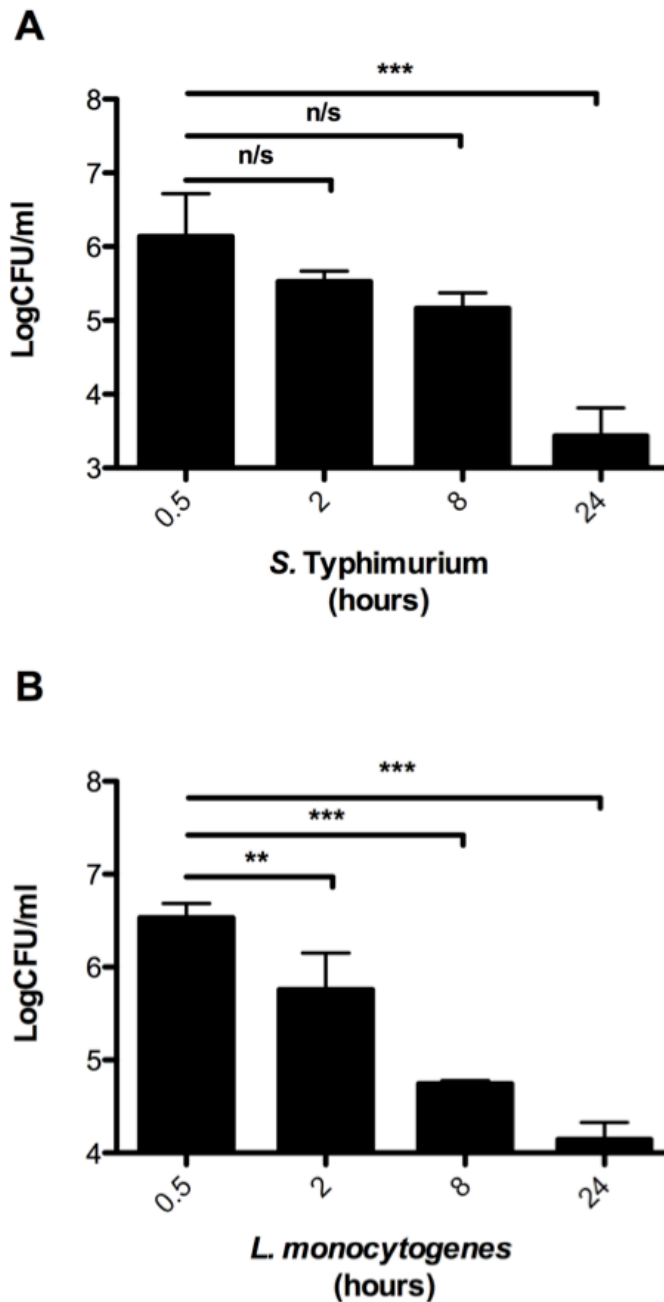 A
***
n/s
n/s
8
7
6
5
4
3
LogCFU/ml
0.5 2 8 24
S. Typhimurium
(hours)
B
***
***
**
8
7
6
5
4
LogCFU/ml
0.5 2 8 24
L. monocytogenes
(hours)